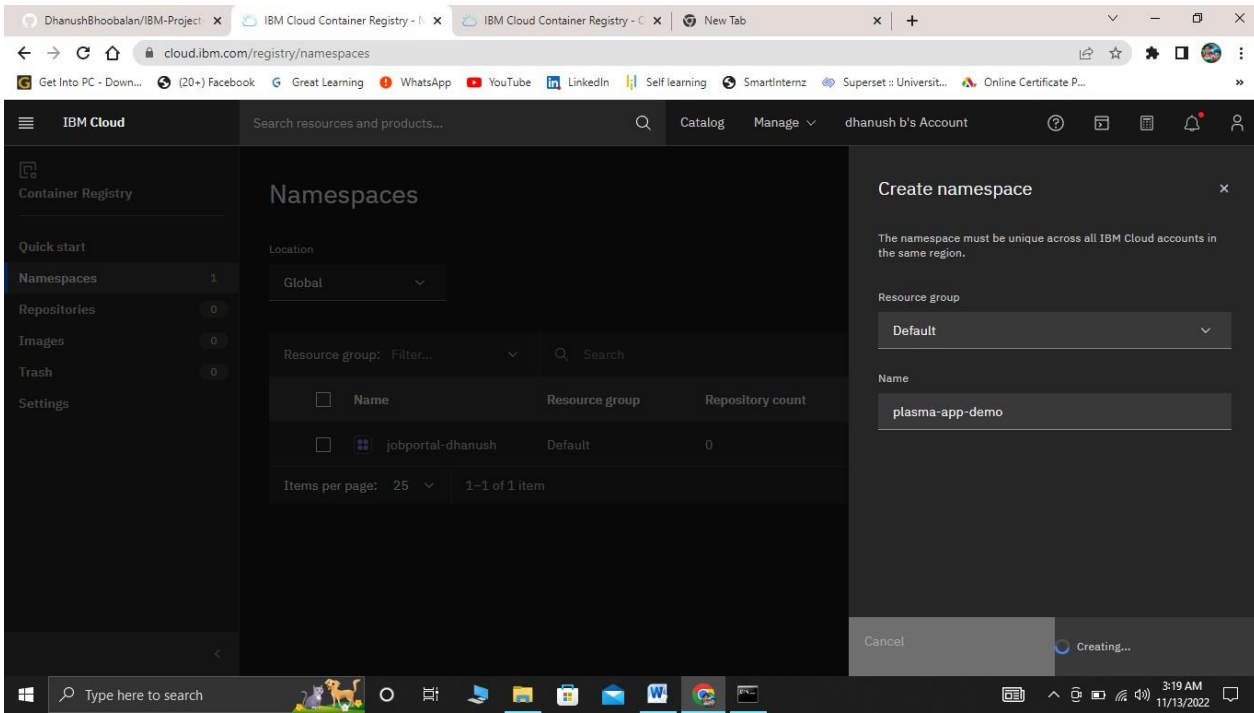 DhanushBhoobalan/IBM-Project- IBM Cloud Container Registry - N IBM Cloud Container Registry - C New Tab
cloud.ibm.com/registry/namespaces
Get Into PC - Down... (20+) Facebook Great Learning WhatsApp YouTube LinkedIn Self learning SmartInternz Superset :: Universit... Online Certificate P... »
IBM Cloud Search resources and products... Catalog Manage dhanush b's Account
Container Registry
Quick start
Namespaces 1
Repositories 0
Images 0
Trash 0
Settings
Namespaces
Location
Global
Resource group: Filter... Search
Name Resource group Repository count
jobportal-dhanush Default 0
Items per page: 25 1–1 of 1 item
Create namespace
The namespace must be unique across all IBM Cloud accounts in
the same region.
Resource group
Default
Name
plasma-app-demo
Cancel Creating...
Type here to search
3:19 AM
11/13/2022